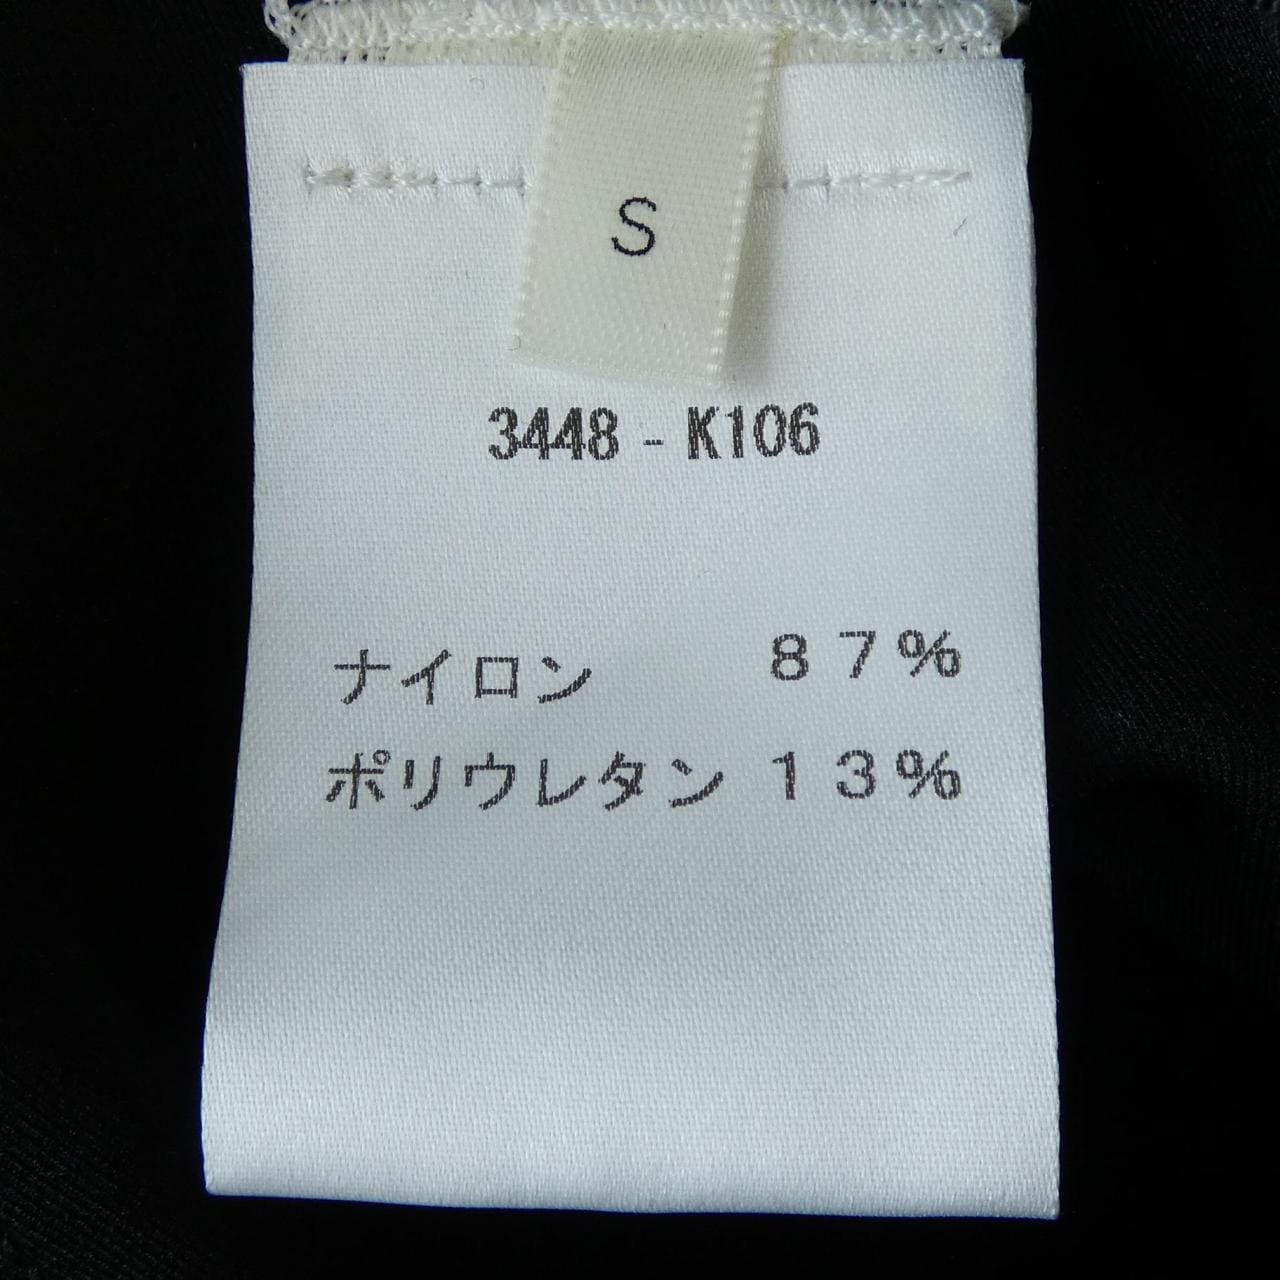 S
3448 - K106
ナイロン ８７％
ポリウレタン １３％